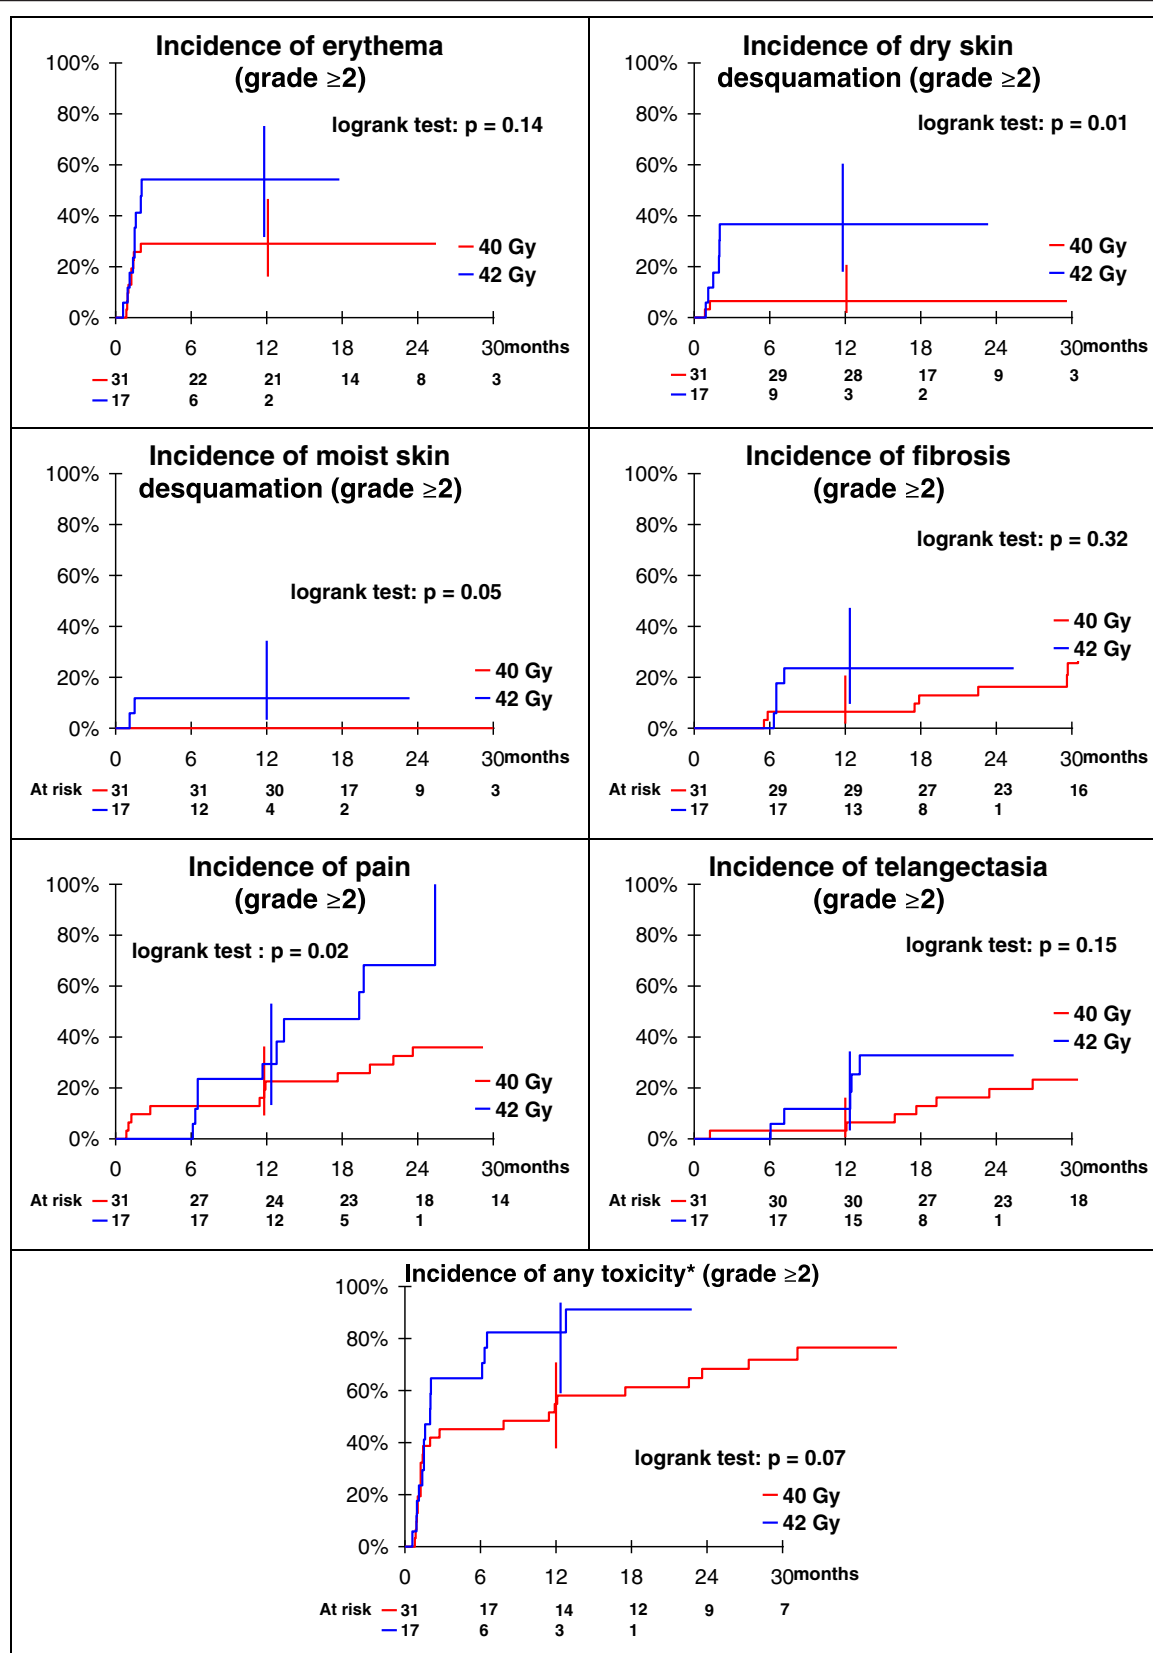 Incidence of erythema
(grade ≥2)
100%
80%
60%
40%
20%
0%
logrank test: p = 0.14
40 Gy
42 Gy
0 6 12 18 24 30months
31 22 21 14 8 3
17 6 2
Incidence of dry skin
desquamation (grade ≥2)
100%
80%
60%
40%
20%
0%
logrank test: p = 0.01
40 Gy
42 Gy
0 6 12 18 24 30months
31 29 28 17 9 3
17 9 3 2
Incidence of moist skin
desquamation (grade ≥2)
100%
80%
60%
40%
20%
0%
logrank test: p = 0.05
40 Gy
42 Gy
0 6 12 18 24 30months
At risk 31 31 30 17 9 3
17 12 4 2
Incidence of fibrosis
(grade ≥2)
100%
80%
60%
40%
20%
0%
logrank test: p = 0.32
40 Gy
42 Gy
0 6 12 18 24 30months
At risk 31 29 29 27 23 16
17 17 13 8 1
Incidence of pain
(grade ≥2)
100%
80%
60%
40%
20%
0%
logrank test : p = 0.02
40 Gy
42 Gy
0 6 12 18 24 30months
At risk 31 27 24 23 18 14
17 17 12 5 1
Incidence of telangectasia
(grade ≥2)
100%
80%
60%
40%
20%
0%
logrank test: p = 0.15
40 Gy
42 Gy
0 6 12 18 24 30months
At risk 31 30 30 27 23 18
17 17 15 8 1
Incidence of any toxicity* (grade ≥2)
100%
80%
60%
40%
20%
0%
logrank test: p = 0.07
40 Gy
42 Gy
0 6 12 18 24 30months
At risk 31 17 14 12 9 7
17 6 3 1